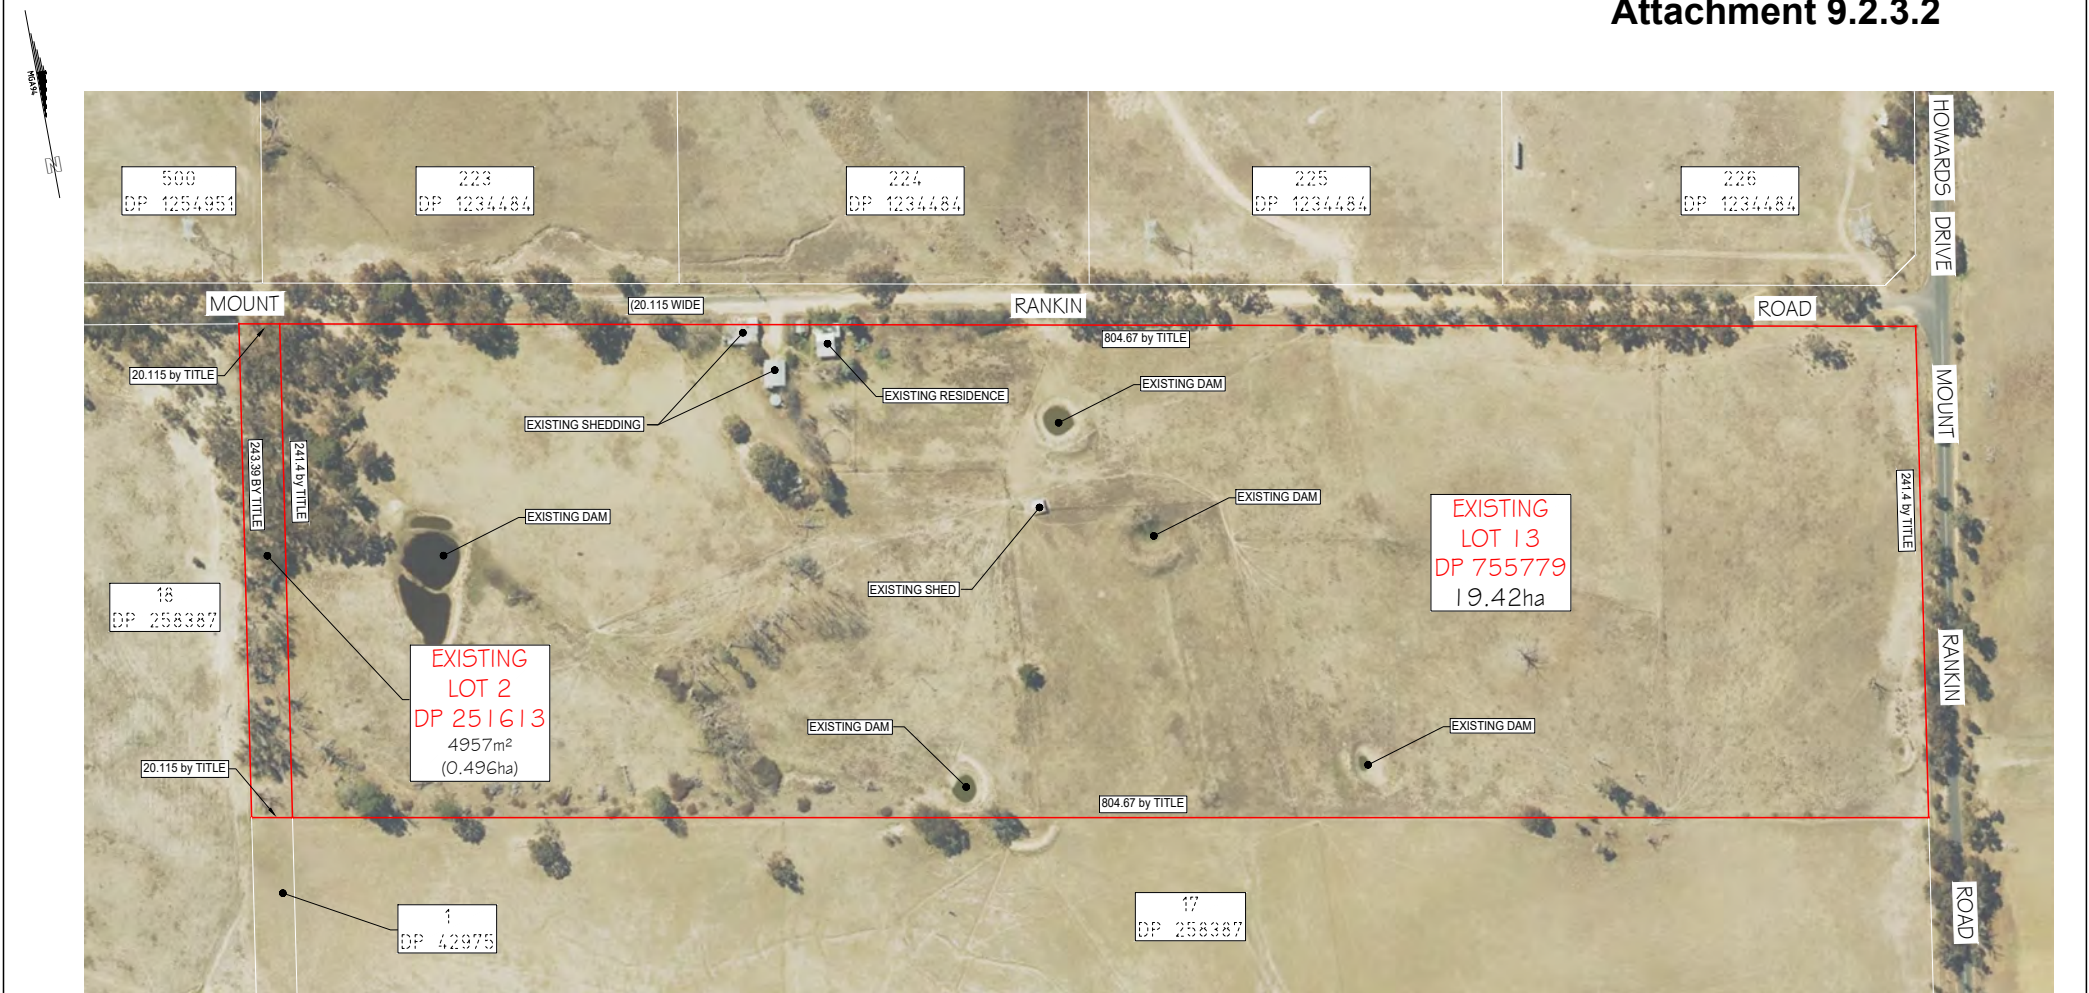 Attachment 9.2.3.2
MGA94
N
500
DP 1254951
223
DP 1234484
224
DP 1234484
225
DP 1234484
226
DP 1234484
HOWARDS DRIVE
MOUNT
(20.115 WIDE
RANKIN
ROAD
804.67 by TITLE
20.115 by TITLE
EXISTING SHEDDING
EXISTING RESIDENCE
EXISTING DAM
MOUNT
243.39 BY TITLE
241.4 by TITLE
EXISTING DAM
EXISTING DAM
EXISTING
LOT 13
DP 755779
19.42ha
241.4 by TITLE
EXISTING SHED
18
DP 258387
EXISTING
LOT 2
DP 251613
4957m²
(0.496ha)
RANKIN
EXISTING DAM
EXISTING DAM
20.115 by TITLE
804.67 by TITLE
1
DP 42975
17
DP 258387
ROAD